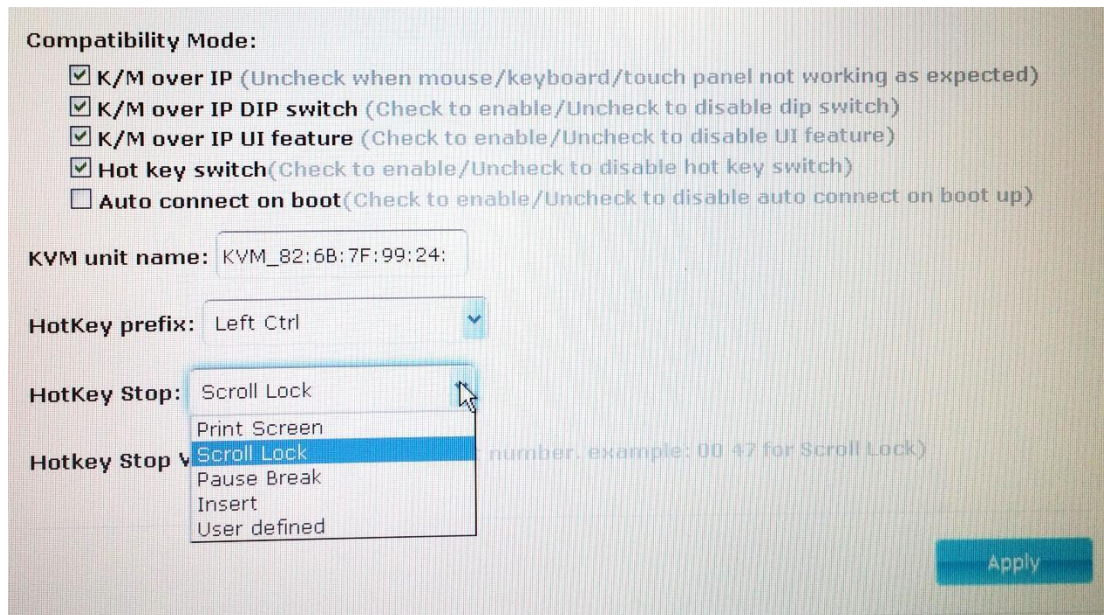 Compatibility Mode:
K/M over IP (Uncheck when mouse/keyboard/touch panel not working as expected)
K/M over IP DIP switch (Check to enable/Uncheck to disable dip switch)
K/M over IP UI feature (Check to enable/Uncheck to disable UI feature)
Hot key switch(Check to enable/Uncheck to disable hot key switch)
Auto connect on boot(Check to enable/Uncheck to disable auto connect on boot up)
KVM unit name: KVM_82:6B:7F:99:24:
HotKey prefix: Left Ctrl
HotKey Stop: Scroll Lock
Print Screen
Hotkey Stop Scroll Lock number. example: 00 47 for Scroll Lock)
Pause Break
Insert
User defined
Apply